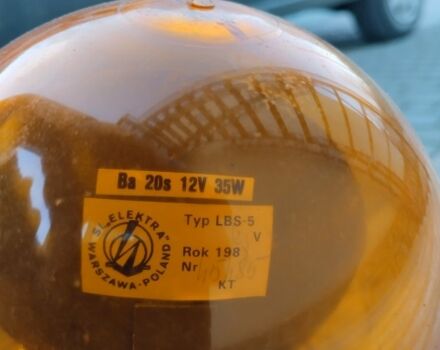 Ba 20s 12V 35W
S.I. „ELEKTRA"
WARSZAWA-POLAND
Typ LBS-5
V
Rok 198
Nr
KT